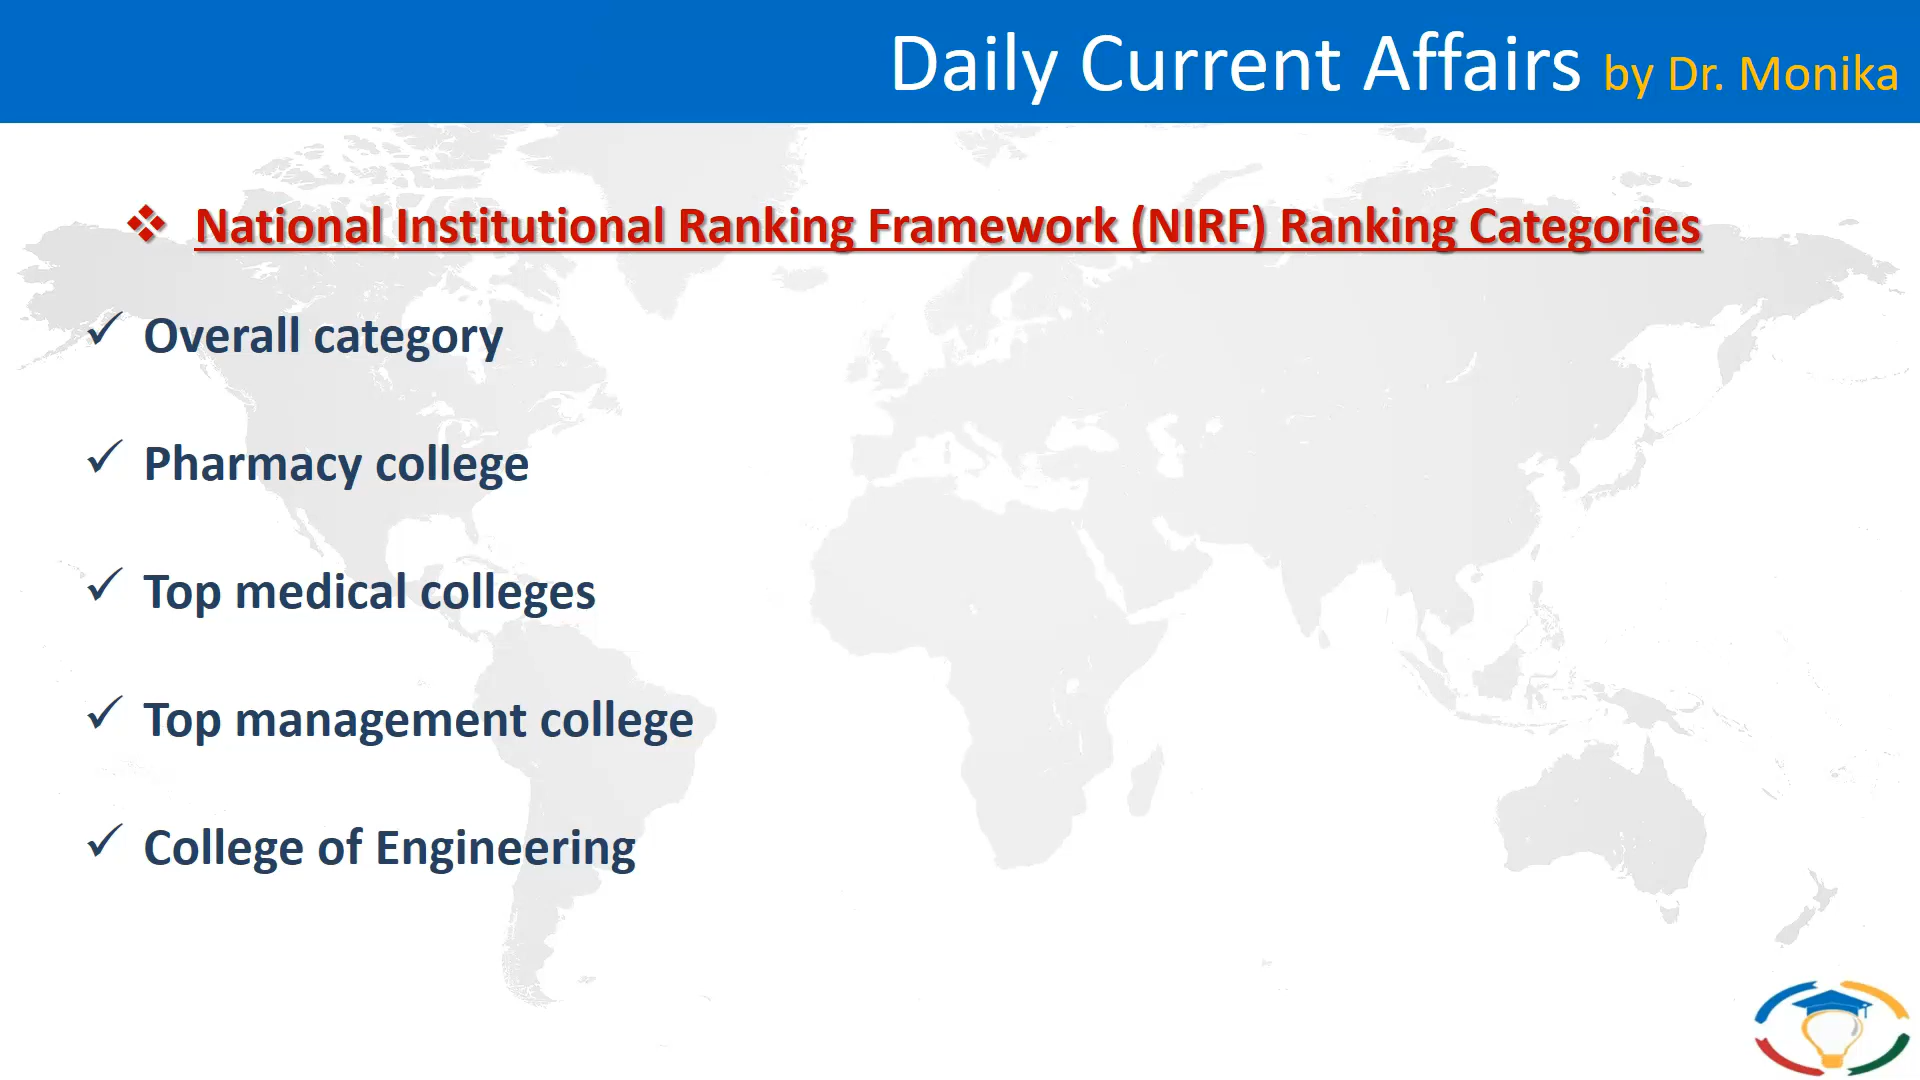 Daily Current Affairs by Dr. Monika
National Institutional Ranking Framework (NIRF) Ranking Categories
Overall category
Pharmacy college
Top medical colleges
Top management college
College of Engineering